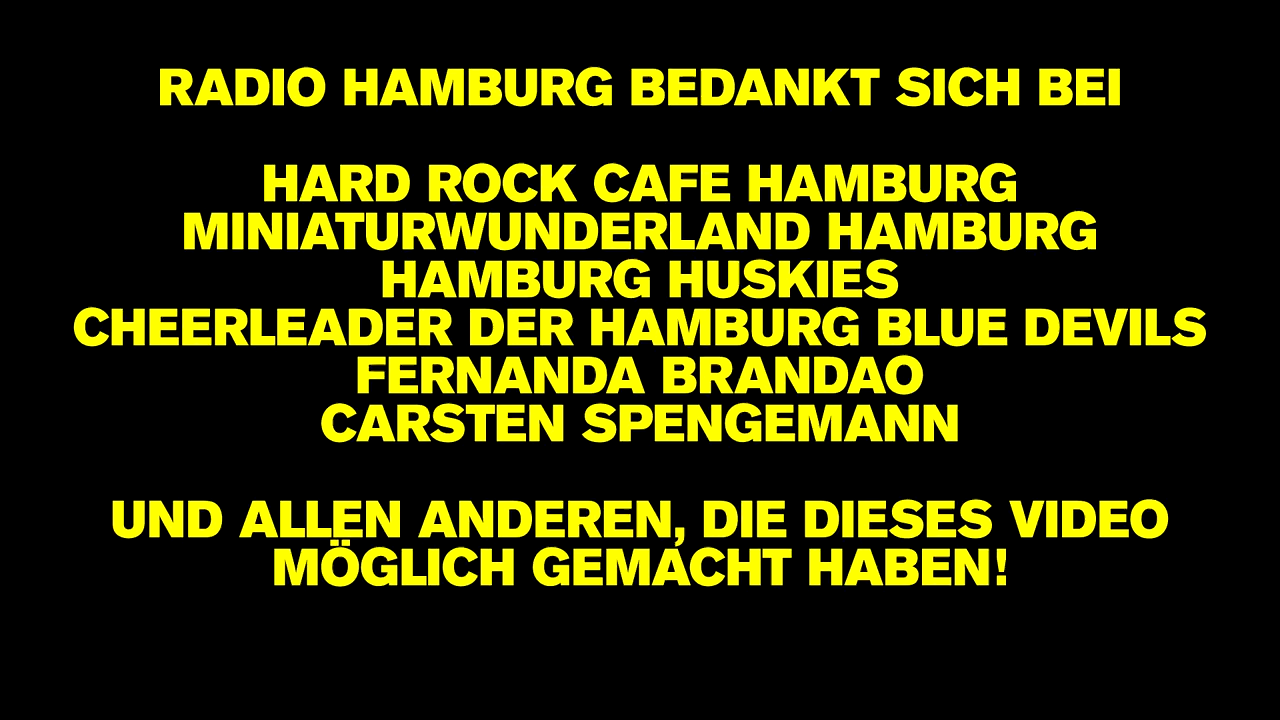 RADIO HAMBURG BEDANKT SICH BEI
HARD ROCK CAFE HAMBURG
MINIATURWUNDERLAND HAMBURG
HAMBURG HUSKIES
CHEERLEADER DER HAMBURG BLUE DEVILS
FERNANDA BRANDAO
CARSTEN SPENGEMANN
UND ALLEN ANDEREN, DIE DIESES VIDEO
MÖGLICH GEMACHT HABEN!